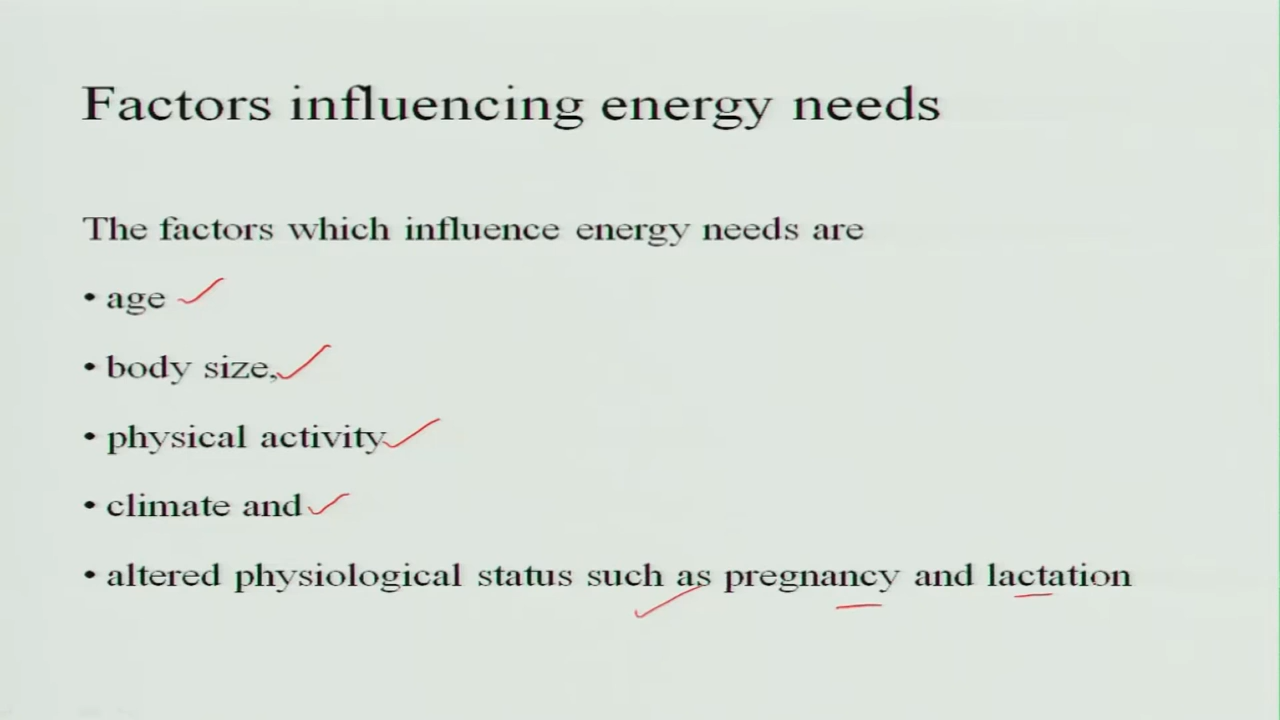 Factors influencing energy needs
The factors which influence energy needs are
• age
• body size,
• physical activity
• climate and
• altered physiological status such as pregnancy and lactation